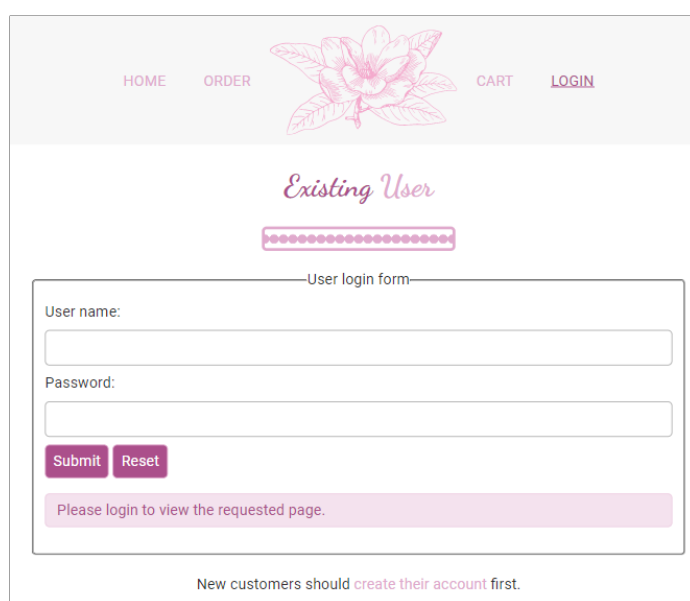 HOME ORDER CART LOGIN
Existing User
User login form
User name:
Password:
Submit Reset
Please login to view the requested page.
New customers should create their account first.